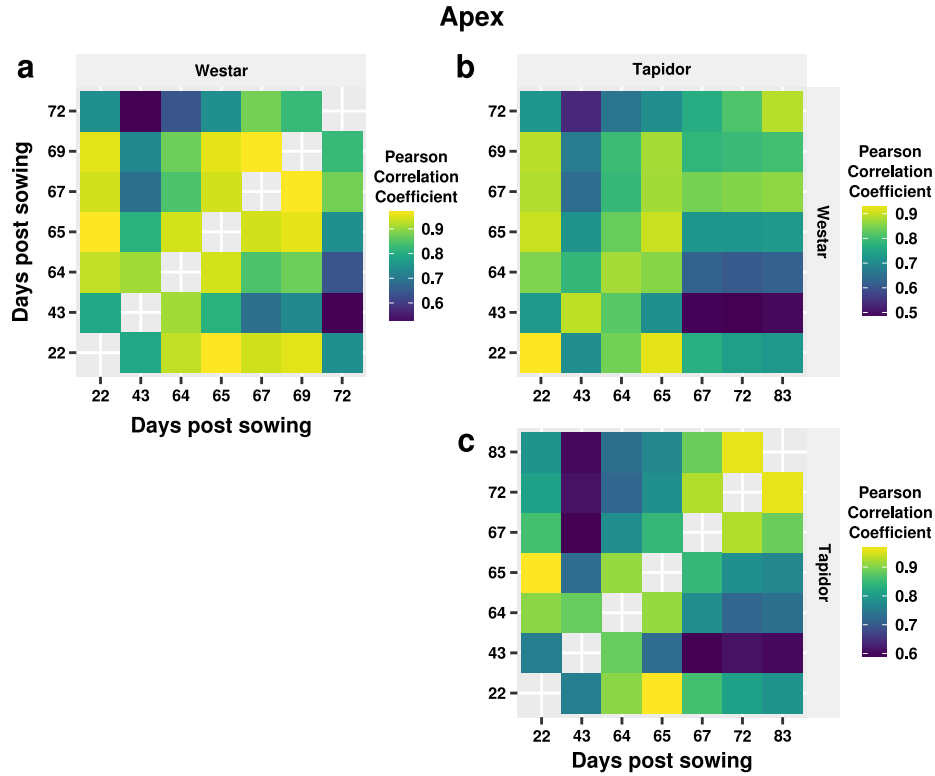 Apex
a
Westar
72
69
67
65
64
43
22
Days post sowing
22 43 64 65 67 69 72
Days post sowing
Pearson
Correlation
Coefficient
0.9
0.8
0.7
0.6
b
Tapidor
72
69
67
65
64
43
22
22 43 64 65 67 72 83
Westar
Pearson
Correlation
Coefficient
0.9
0.8
0.7
0.6
0.5
c
83
72
67
65
64
43
22
22 43 64 65 67 72 83
Days post sowing
Tapidor
Pearson
Correlation
Coefficient
0.9
0.8
0.7
0.6